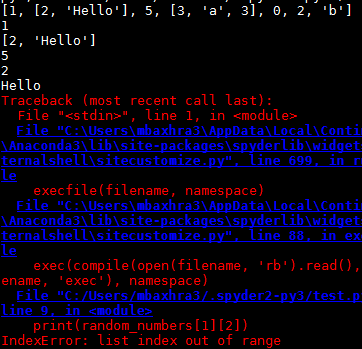 [1, [2, 'Hello'], 5, [3, 'a', 3], 0, 2, 'b']
1
[2, 'Hello']
5
2
Hello
Traceback (most recent call last):
  File "<stdin>", line 1, in <module>
  File "C:\Users\mbaxhra3\AppData\Local\Conti
\Anaconda3\lib\site-packages\spyderlib\widget
ternalshell\sitecustomize.py", line 699, in r
le
    execfile(filename, namespace)
  File "C:\Users\mbaxhra3\AppData\Local\Conti
\Anaconda3\lib\site-packages\spyderlib\widget
ternalshell\sitecustomize.py", line 88, in ex
le
    exec(compile(open(filename, 'rb').read(),
ename, 'exec'), namespace)
  File "C:/Users/mbaxhra3/.spyder2-py3/test.p
line 9, in <module>
    print(random_numbers[1][2])
IndexError: list index out of range